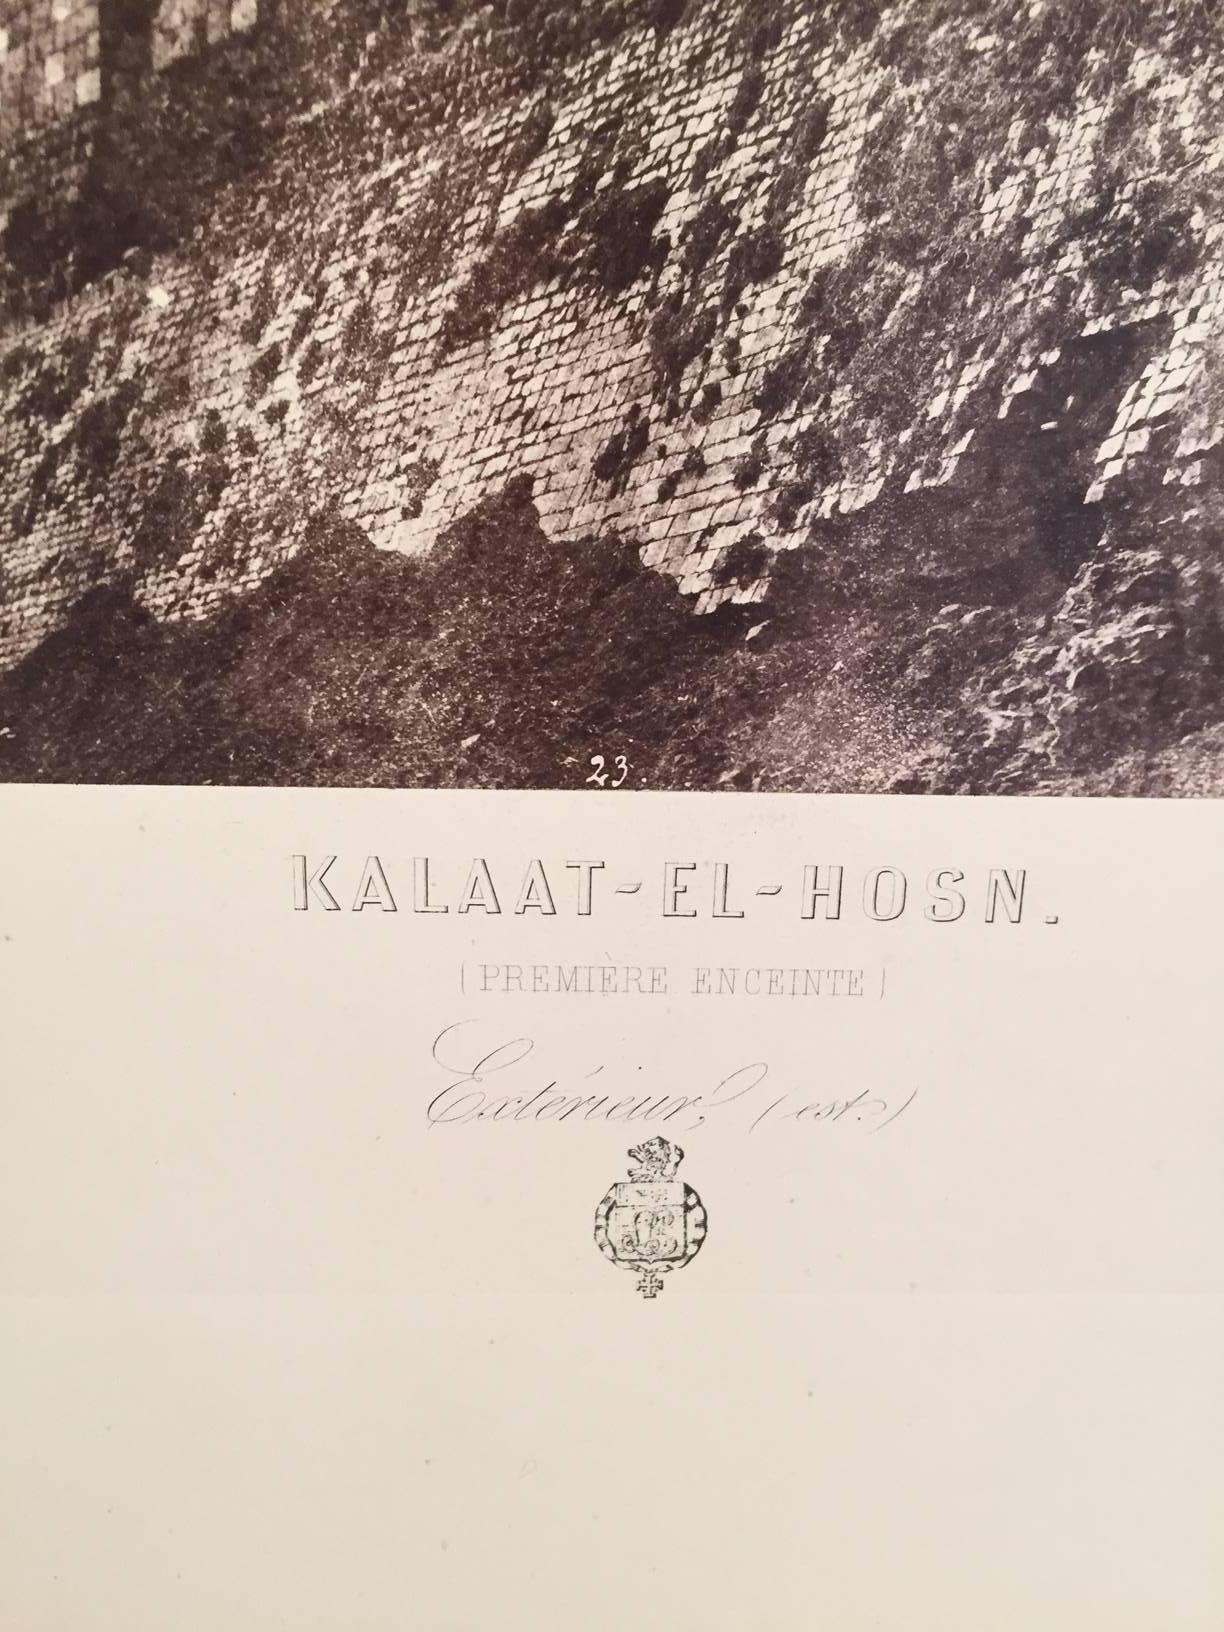 23.
KALAAT-EL-HOSN.
(PREMIÈRE ENCEINTE)
Extérieur, (est.)